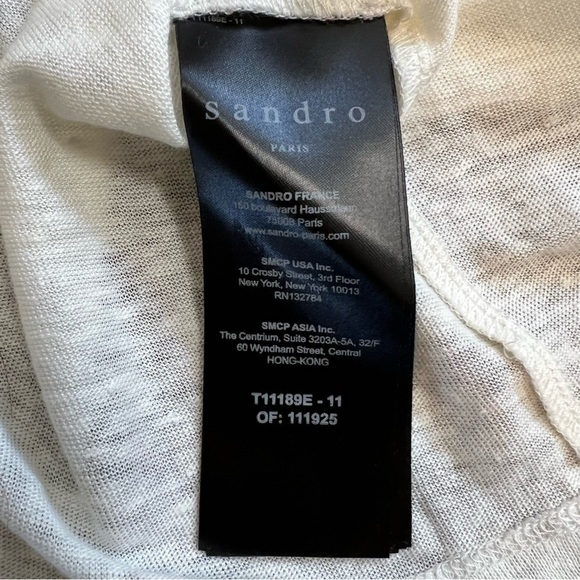 T11189E - 11
Sandro
PARIS
SANDRO FRANCE
150 boulevard Haussmann
75008 Paris
www.sandro-paris.com
SMCP USA Inc.
10 Crosby Street, 3rd Floor
New York, New York 10013
RN132784
SMCP ASIA Inc.
The Centrium, Suite 3203A-5A, 32/F
60 Wyndham Street, Central
HONG-KONG
T11189E - 11
OF: 111925